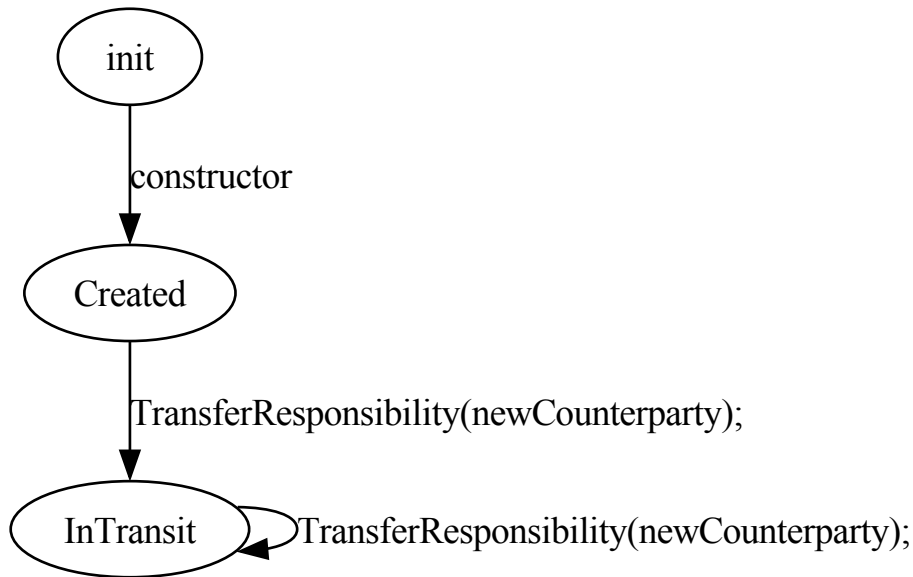 init
constructor
Created
TransferResponsibility(newCounterparty);
InTransit
TransferResponsibility(newCounterparty);